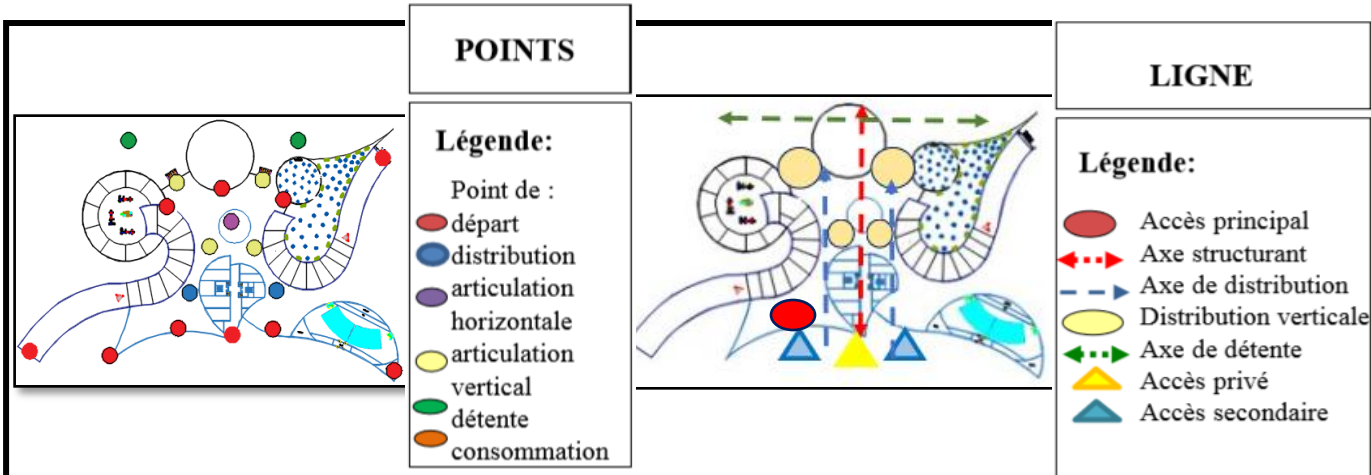 POINTS
Légende:
Point de :
départ
distribution
articulation
horizontale
articulation
vertical
détente
consommation
LIGNE
Légende:
Accès principal
Axe structurant
Axe de distribution
Distribution verticale
Axe de détente
Accès privé
Accès secondaire